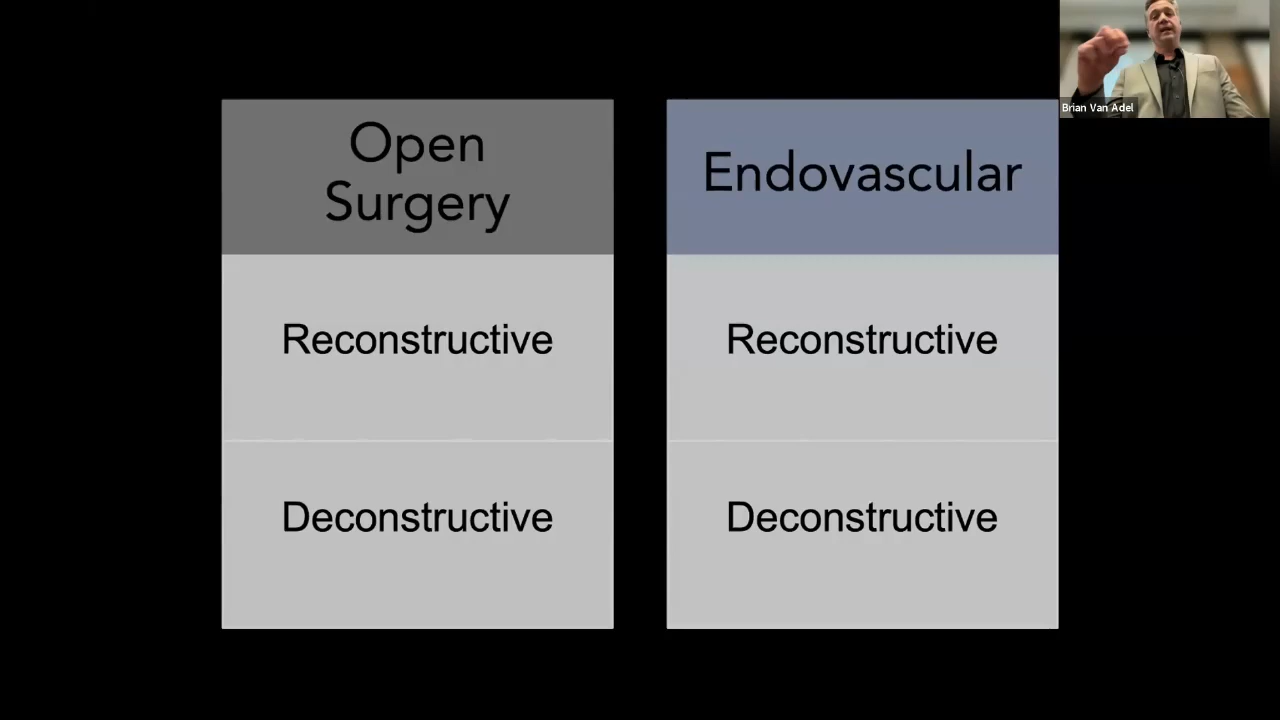 Open
Surgery
Reconstructive
Deconstructive
Endovascular
Reconstructive
Deconstructive
Brian Van Adel